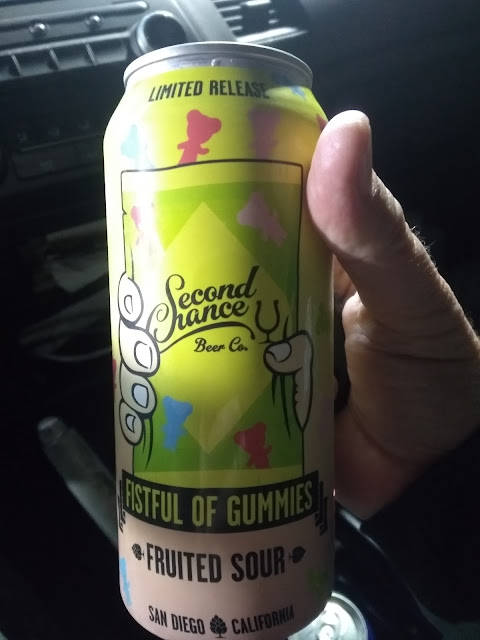 LIMITED RELEASE
Second
Chance
Beer Co.
FISTFUL OF GUMMIES
FRUITED SOUR
SAN DIEGO CALIFORNIA